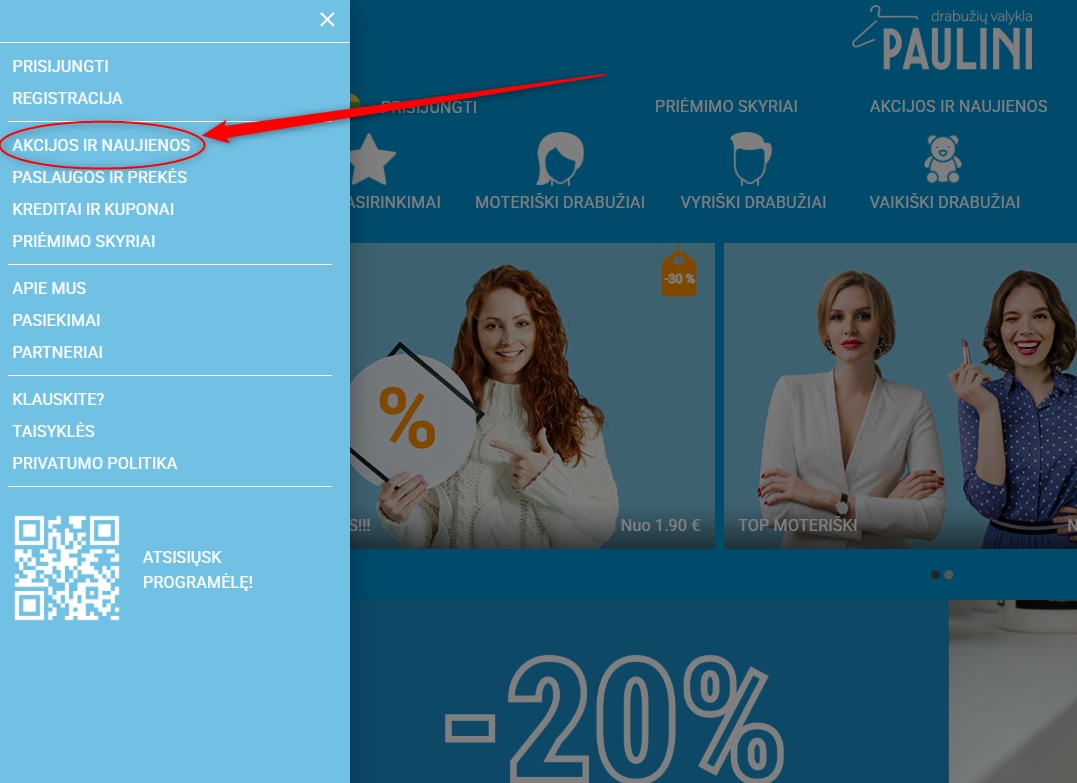 PRISIJUNGTI
REGISTRACIJA
AKCIJOS IR NAUJIENOS
PASLAUGOS IR PREKĖS
KREDITAI IR KUPONAI
PRIĖMIMO SKYRIAI
APIE MUS
PASIEKIMAI
PARTNERIAI
KLAUSKITE?
TAISYKLĖS
PRIVATUMO POLITIKA
ATSISIŲSK
PROGRAMĖLĘ!
drabužių valykla
PAULINI
PRISIJUNGTI PRIĖMIMO SKYRIAI AKCIJOS IR NAUJIENOS
ASIRINKIMAI MOTERIŠKI DRABUŽIAI VYRIŠKI DRABUŽIAI VAIKIŠKI DRABUŽIAI
-30 %
%
S!!! Nuo 1.90 € TOP MOTERIŠKI N
-20%